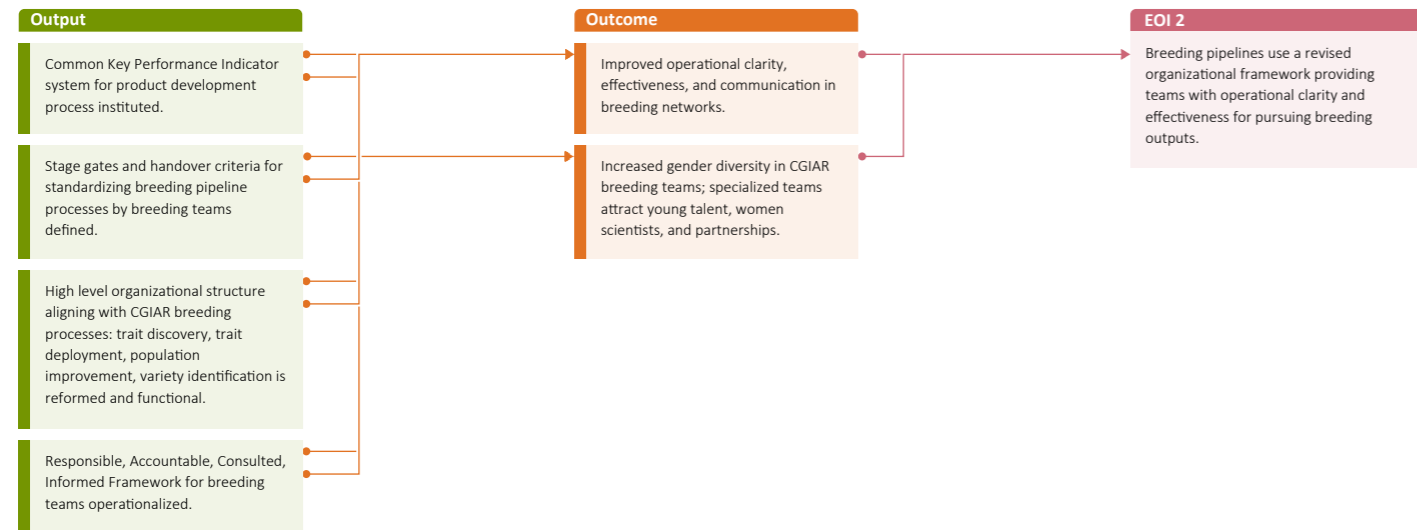 Output
Common Key Performance Indicator
system for product development
process instituted.
Stage gates and handover criteria for
standardizing breeding pipeline
processes by breeding teams
defined.
High level organizational structure
aligning with CGIAR breeding
processes: trait discovery, trait
deployment, population
improvement, variety identification is
reformed and functional.
Responsible, Accountable, Consulted,
Informed Framework for breeding
teams operationalized.
Outcome
Improved operational clarity,
effectiveness, and communication in
breeding networks.
Increased gender diversity in CGIAR
breeding teams; specialized teams
attract young talent, women
scientists, and partnerships.
EOI 2
Breeding pipelines use a revised
organizational framework providing
teams with operational clarity and
effectiveness for pursuing breeding
outputs.